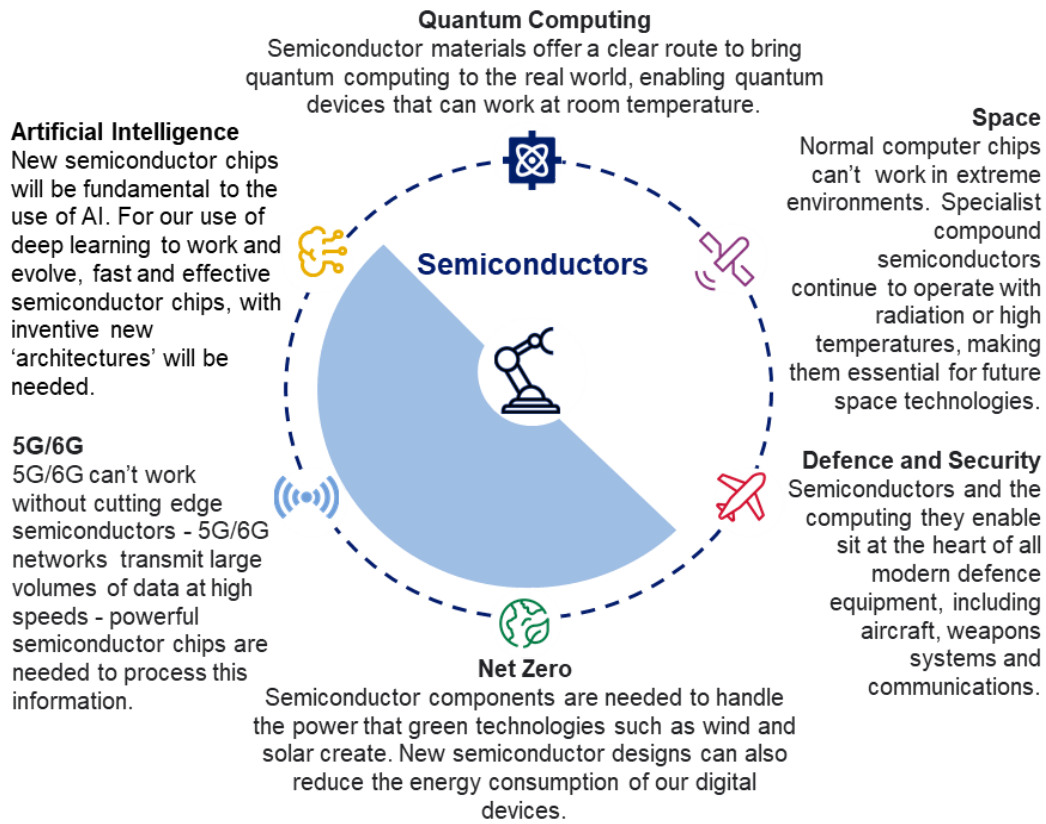 Quantum Computing
Semiconductor materials offer a clear route to bring
quantum computing to the real world, enabling quantum
devices that can work at room temperature.
Artificial Intelligence
New semiconductor chips
will be fundamental to the
use of AI. For our use of
deep learning to work and
evolve, fast and effective
semiconductor chips, with
inventive new
‘architectures’ will be
needed.
Space
Normal computer chips
can’t work in extreme
environments. Specialist
compound
semiconductors
continue to operate with
radiation or high
temperatures, making
them essential for future
space technologies.
Semiconductors
5G/6G
5G/6G can’t work
without cutting edge
semiconductors - 5G/6G
networks transmit large
volumes of data at high
speeds - powerful
semiconductor chips are
needed to process this
information.
Defence and Security
Semiconductors and the
computing they enable
sit at the heart of all
modern defence
equipment, including
aircraft, weapons
systems and
communications.
Net Zero
Semiconductor components are needed to handle
the power that green technologies such as wind and
solar create. New semiconductor designs can also
reduce the energy consumption of our digital
devices.